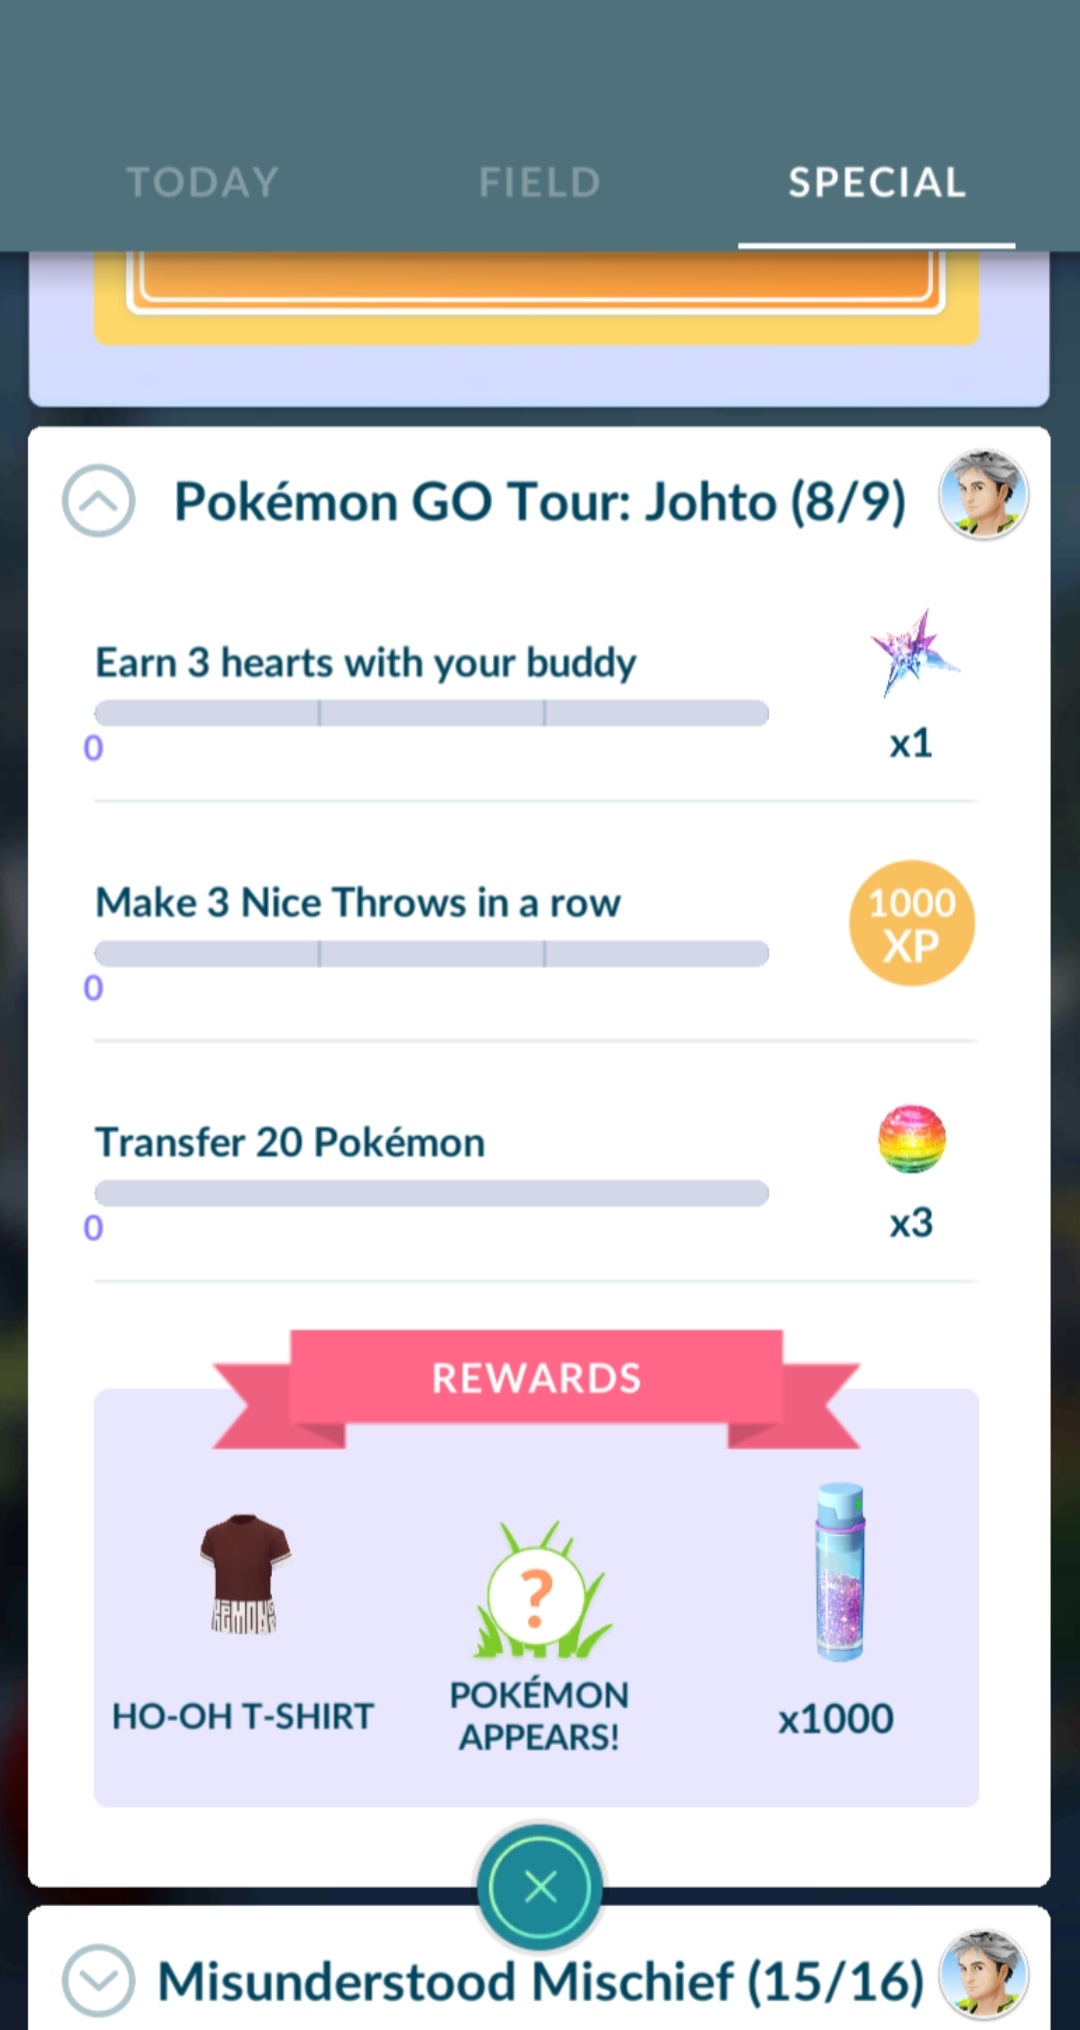 TODAY
FIELD
SPECIAL
Pokémon GO Tour: Johto (8/9)
Earn 3 hearts with your buddy
0
x1
Make 3 Nice Throws in a row
0
1000
XP
Transfer 20 Pokémon
0
x3
REWARDS
HO-OH T-SHIRT
?
POKÉMON
APPEARS!
x1000
Misunderstood Mischief (15/16)